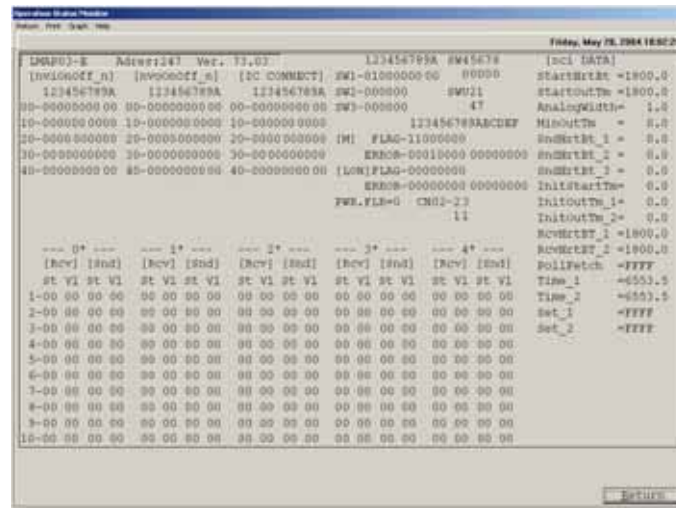 Operation Status Monitor
Return Print Graph Help
Friday, May 28, 2004 18:02:2
LMAP03-E Adres:247 Ver. 73.03 123456789A SW45678 [nci DATA]
[nvionoff_n] [nvoonoff_n] [IC CONNECT] SW1-0100000000 00000 StartHrtBt =1800.0
123456789A 123456789A 123456789A SW2-000000 SWU21 StartoutTm =1800.0
00-0000000000 00-0000000000 00-0000000000 SW3-000000 47 AnalogWidth= 1.0
10-0000000000 10-0000000000 10-0000000000 123456789ABCDEF MinoutTm = 0.0
20-0000000000 20-0000000000 20-0000000000 [M] FLAG-11000000 SndHrtBt_1 = 0.0
30-0000000000 30-0000000000 30-0000000000 ERROR-00010000 00000000 SndHrtBt_2 = 0.0
40-0000000000 40-0000000000 40-0000000000 [LON]FLAG-00000000 SndHrtBt_3 = 0.0
ERROR-00000000 00000000 InitStartTm= 0.0
PWR.FLR=0 CN02-23 InitoutTm_1= 0.0
11 InitoutTm_2= 0.0
RcvHrtBT_1 =1800.0
--- 0* --- --- 1* --- --- 2* --- --- 3* --- --- 4* --- RcvHrtBT_2 =1800.0
[Rcv] [Snd] [Rcv] [Snd] [Rcv] [Snd] [Rcv] [Snd] [Rcv] [Snd] PollFetch =FFFF
St Vl St Vl St Vl St Vl St Vl St Vl St Vl St Vl St Vl St Vl Time_1 =6553.5
1-00 00 00 00 00 00 00 00 00 00 00 00 00 00 00 00 00 00 00 00 Time_2 =6553.5
2-00 00 00 00 00 00 00 00 00 00 00 00 00 00 00 00 00 00 00 00 Set_1 =FFFF
3-00 00 00 00 00 00 00 00 00 00 00 00 00 00 00 00 00 00 00 00 Set_2 =FFFF
4-00 00 00 00 00 00 00 00 00 00 00 00 00 00 00 00 00 00 00 00
5-00 00 00 00 00 00 00 00 00 00 00 00 00 00 00 00 00 00 00 00
6-00 00 00 00 00 00 00 00 00 00 00 00 00 00 00 00 00 00 00 00
7-00 00 00 00 00 00 00 00 00 00 00 00 00 00 00 00 00 00 00 00
8-00 00 00 00 00 00 00 00 00 00 00 00 00 00 00 00 00 00 00 00
9-00 00 00 00 00 00 00 00 00 00 00 00 00 00 00 00 00 00 00 00
10-00 00 00 00 00 00 00 00 00 00 00 00 00 00 00 00 00 00 00 00
Return